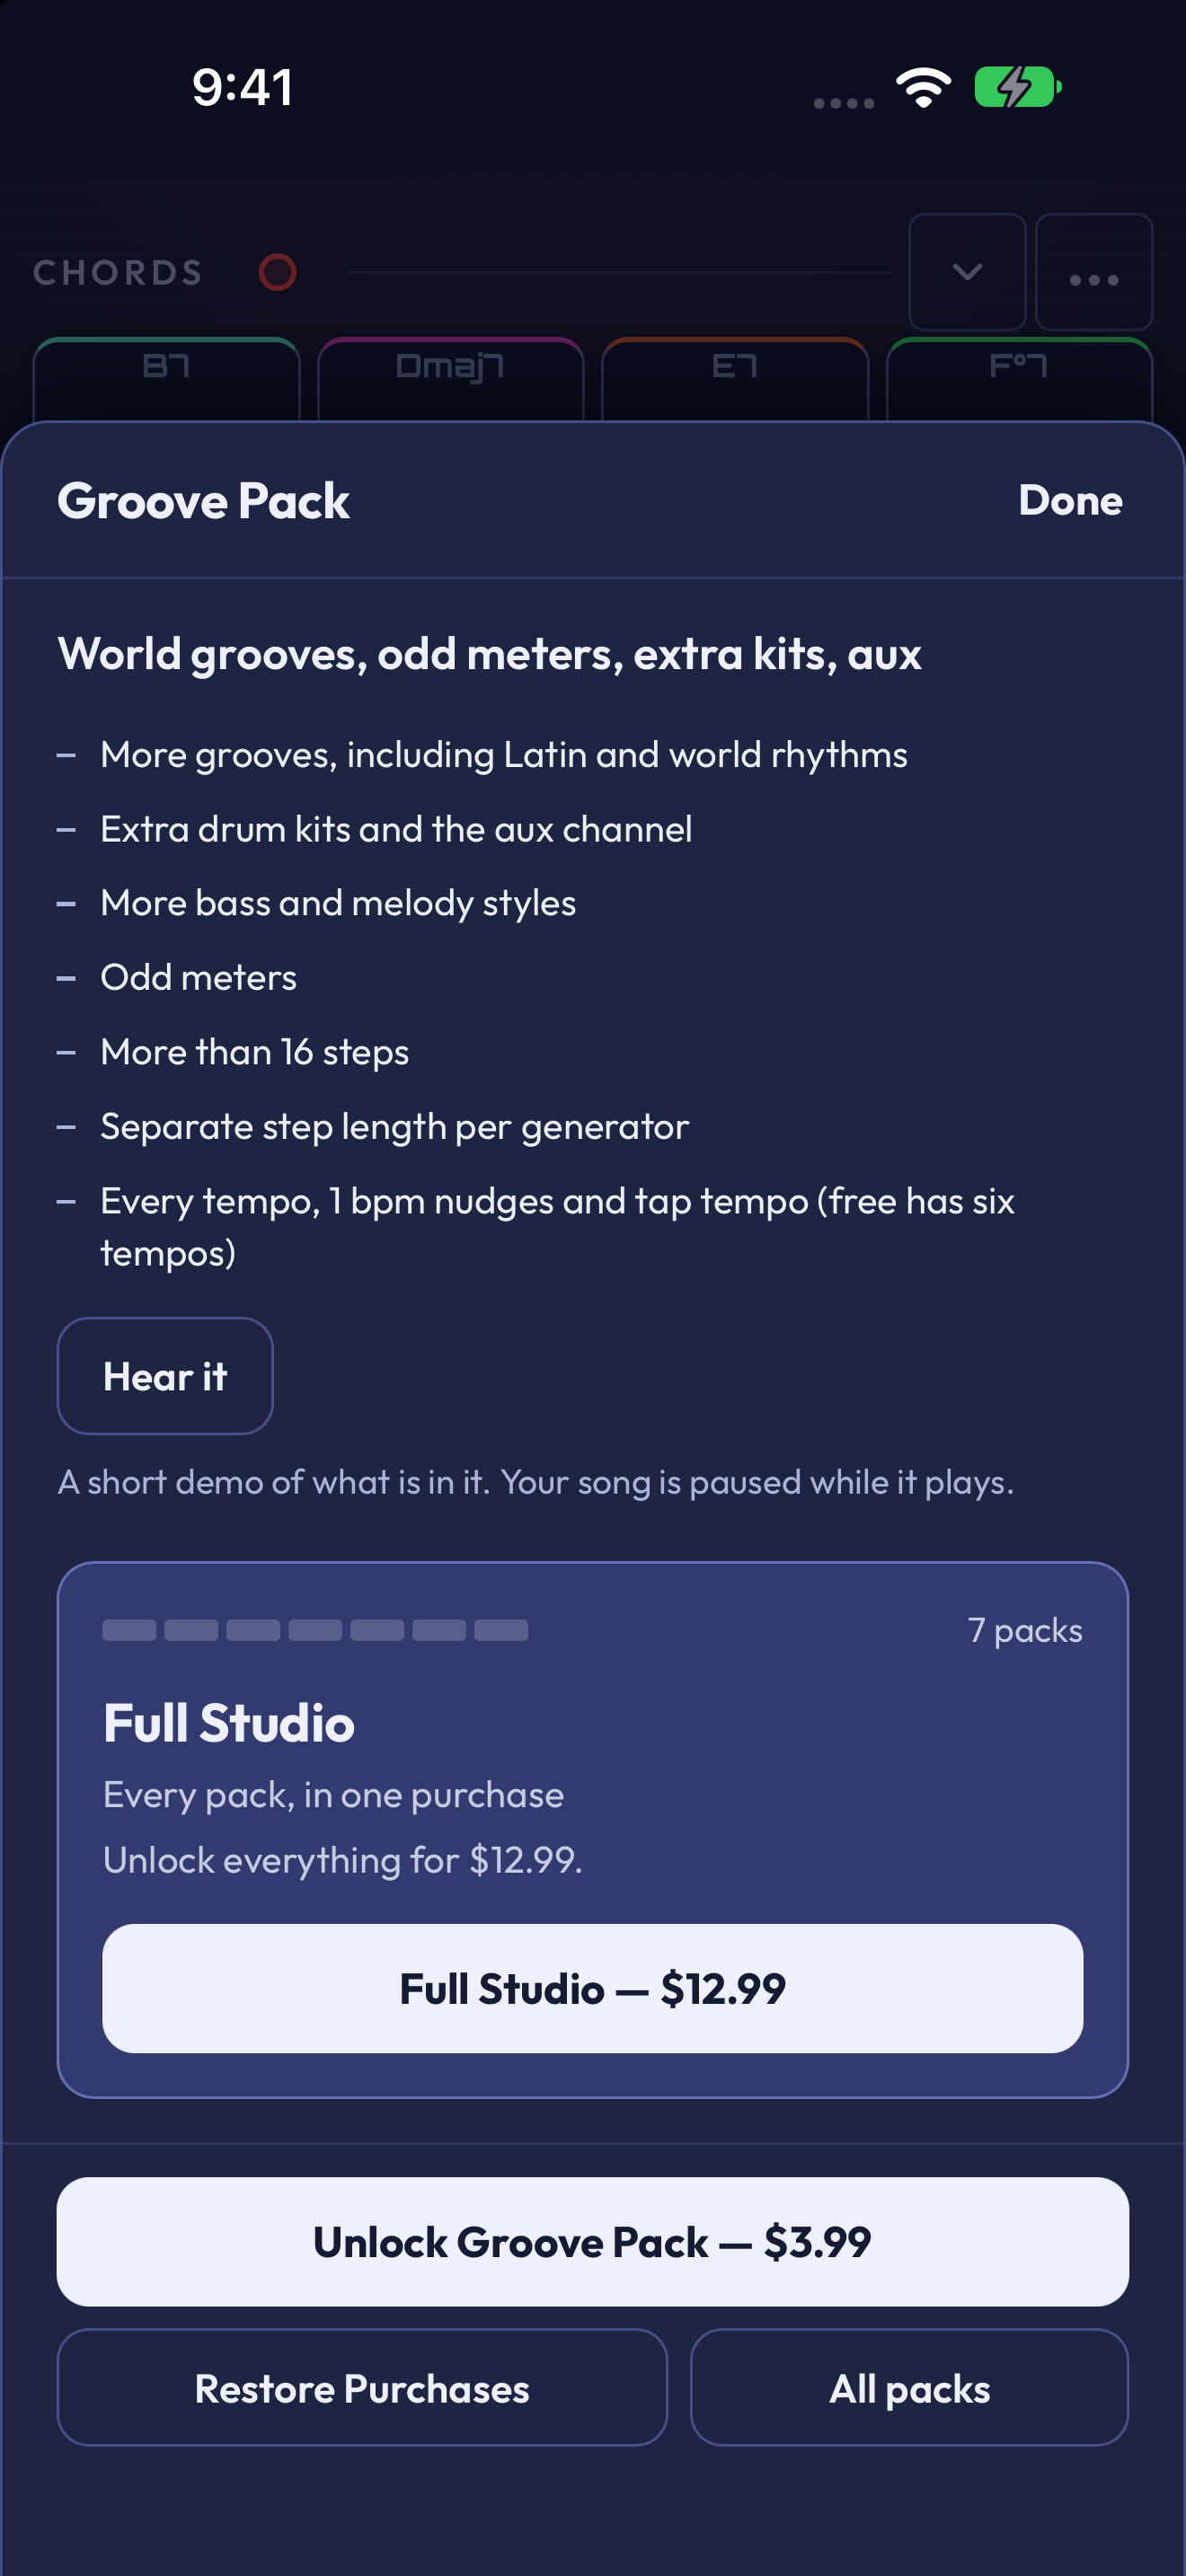 9:41
CHORDS
B7
Dmaj7
E7
F°7
Groove Pack
Done
World grooves, odd meters, extra kits, aux
– More grooves, including Latin and world rhythms
– Extra drum kits and the aux channel
– More bass and melody styles
– Odd meters
– More than 16 steps
– Separate step length per generator
– Every tempo, 1 bpm nudges and tap tempo (free has six
tempos)
Hear it
A short demo of what is in it. Your song is paused while it plays.
7 packs
Full Studio
Every pack, in one purchase
Unlock everything for $12.99.
Full Studio — $12.99
Unlock Groove Pack — $3.99
Restore Purchases
All packs